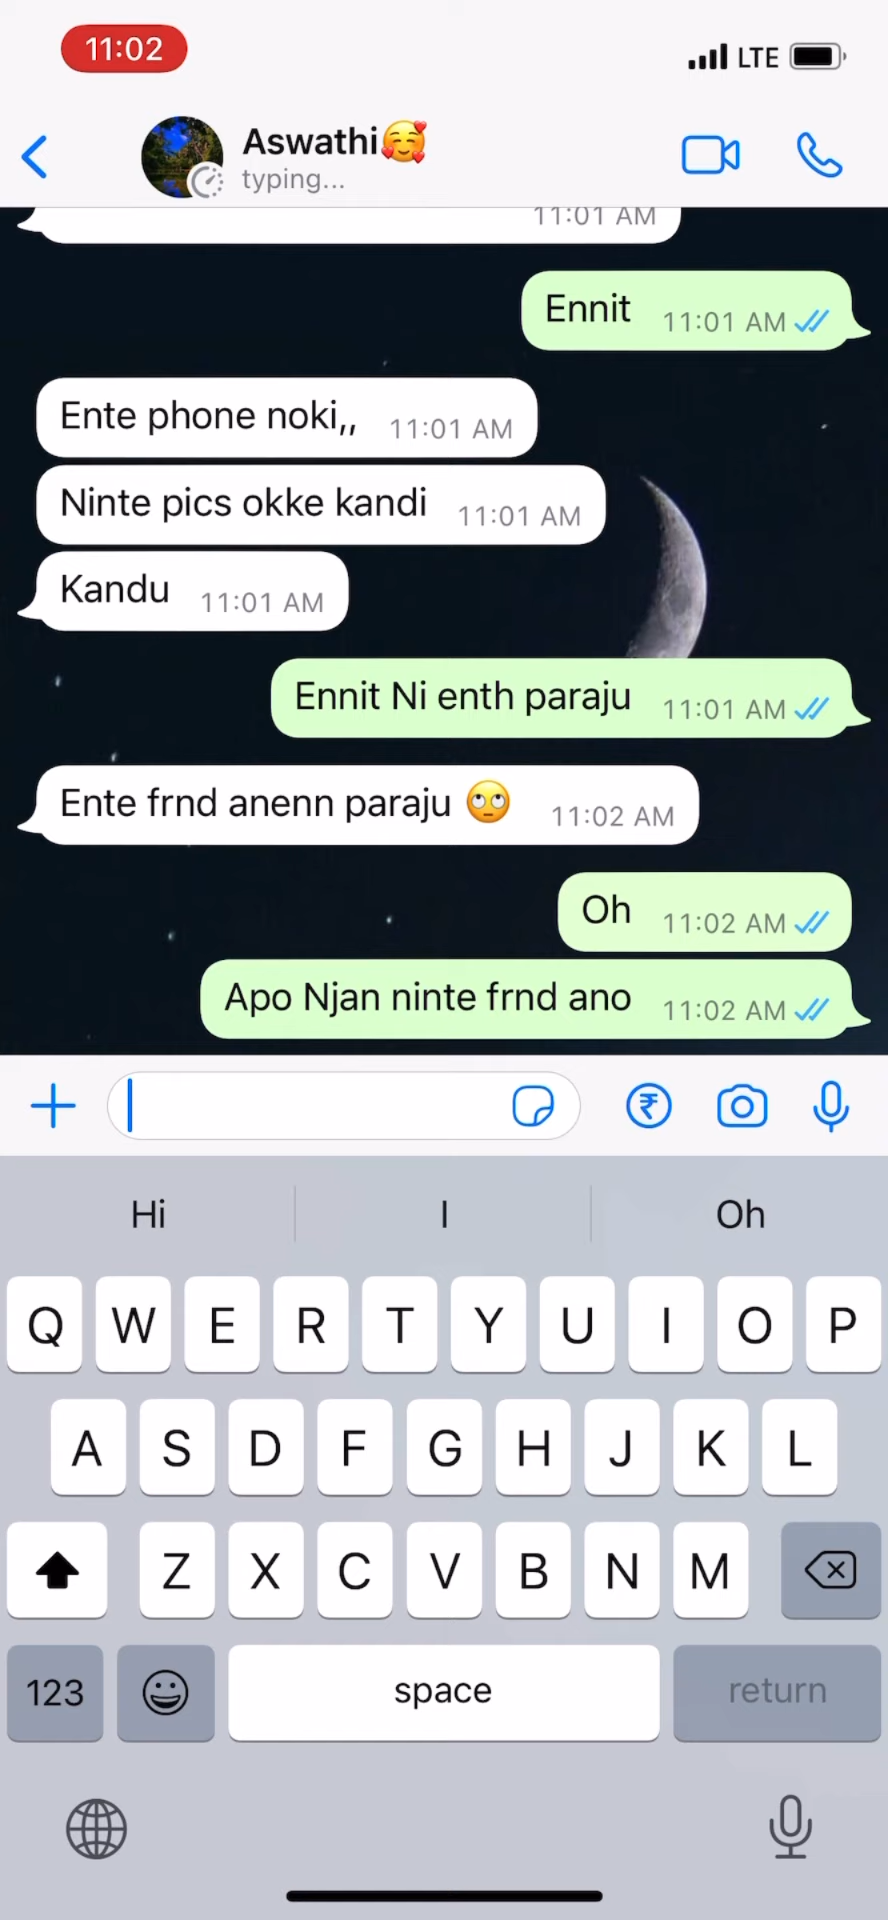 11:02
LTE
Aswathi🥰
typing...
11:01 AM
Ennit 11:01 AM
Ente phone noki,, 11:01 AM
Ninte pics okke kandi 11:01 AM
Kandu 11:01 AM
Ennit Ni enth paraju 11:01 AM
Ente frnd anenn paraju 🙄 11:02 AM
Oh 11:02 AM
Apo Njan ninte frnd ano 11:02 AM
₹
Hi I Oh
Q W E R T Y U I O P
A S D F G H J K L
Z X C V B N M
123 space return